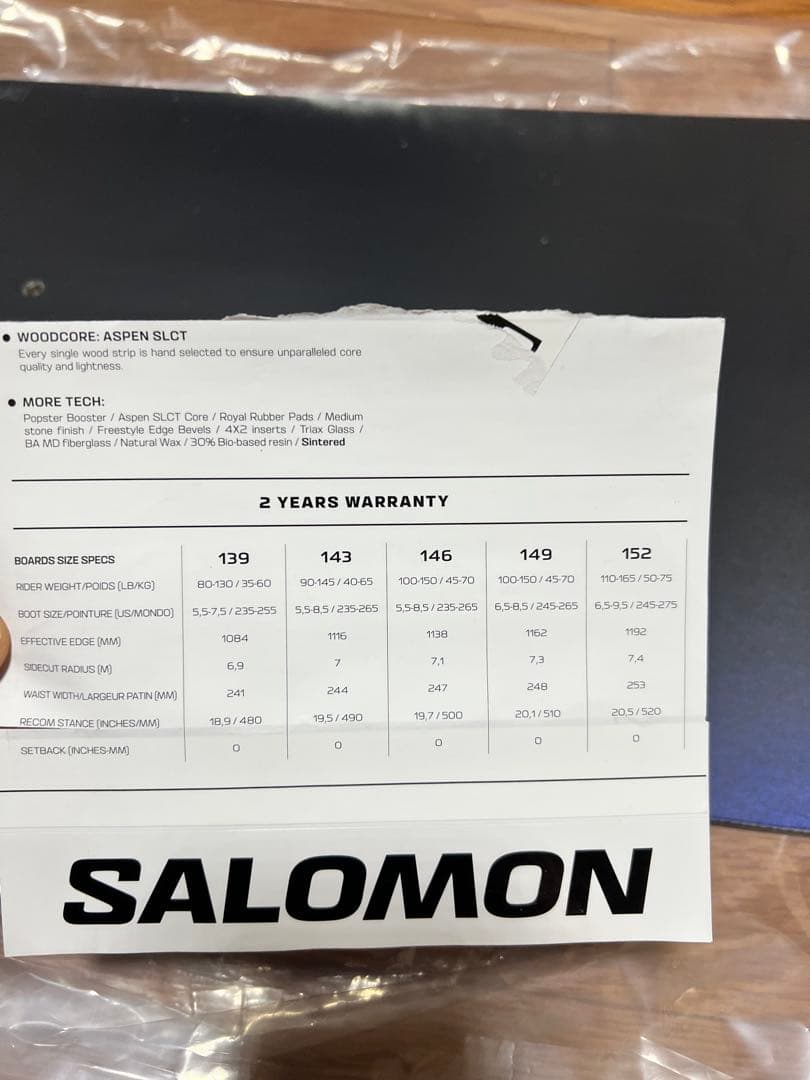 ● WOODCORE: ASPEN SLCT
Every single wood strip is hand selected to ensure unparalleled core
quality and lightness.
● MORE TECH:
Popster Booster / Aspen SLCT Core / Royal Rubber Pads / Medium
stone finish / Freestyle Edge Bevels / 4X2 inserts / Triax Glass /
BA MD fiberglass / Natural Wax / 30% Bio-based resin / Sintered
2 YEARS WARRANTY
BOARDS SIZE SPECS 139 143 146 149 152
RIDER WEIGHT/POIDS (LB/KG) 80-130 / 35-60 90-145 / 40-65 100-150 / 45-70 100-150 / 45-70 110-165 / 50-75
BOOT SIZE/POINTURE (US/MONDO) 5,5-7,5 / 235-255 5,5-8,5 / 235-265 5,5-8,5 / 235-265 6,5-8,5 / 245-265 6,5-9,5 / 245-275
EFFECTIVE EDGE (MM) 1084 1116 1138 1162 1192
SIDECUT RADIUS (M) 6,9 7 7,1 7,3 7,4
WAIST WIDTH/LARGEUR PATIN (MM) 241 244 247 248 253
RECOM STANCE (INCHES/MM) 18,9 / 480 19,5 / 490 19,7 / 500 20,1 / 510 20,5 / 520
SETBACK (INCHES-MM) 0 0 0 0 0
SALOMON